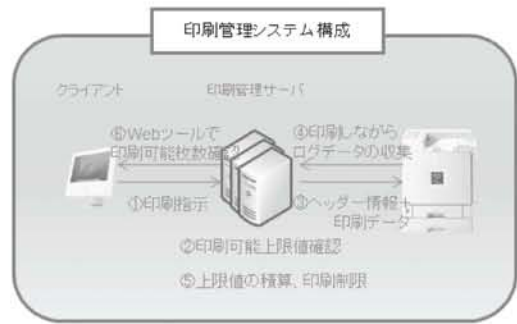 印刷管理システム構成
クライアント
印刷管理サーバ
⑥Webツールで
印刷可能枚数確認
④印刷しながら
ログデータの収集
①印刷指示
③ヘッダー情報+
印刷データ
②印刷可能上限値確認
⑤上限値の積算、印刷制限